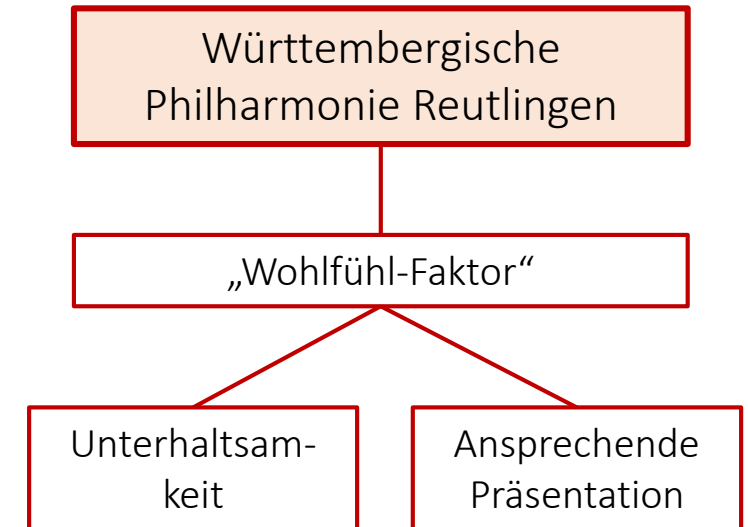 Württembergische
Philharmonie Reutlingen
„Wohlfühl-Faktor“
Unterhaltsam-
keit
Ansprechende
Präsentation